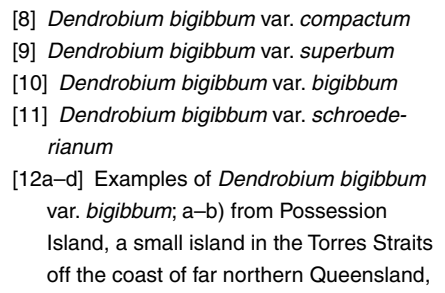 [8] Dendrobium bigibbum var. compactum
[9] Dendrobium bigibbum var. superbum
[10] Dendrobium bigibbum var. bigibbum
[11] Dendrobium bigibbum var. schroede-
rianum
[12a–d] Examples of Dendrobium bigibbum
var. bigibbum; a–b) from Possession
Island, a small island in the Torres Straits
off the coast of far northern Queensland,